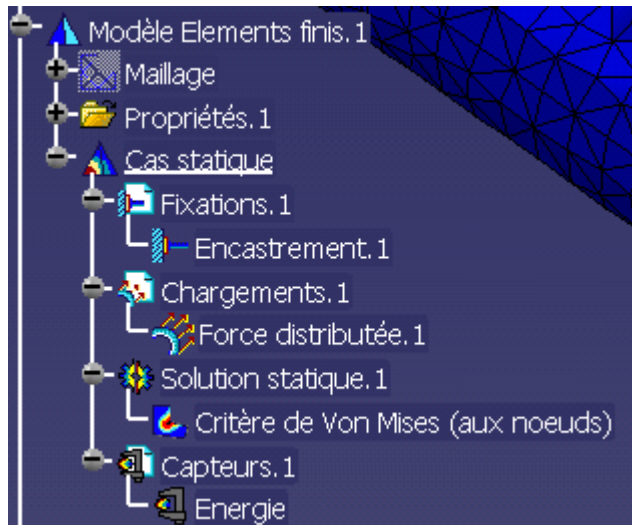 Modèle Elements finis.1
Maillage
Propriétés.1
Cas statique
Fixations.1
Encastrement.1
Chargements.1
Force distributée.1
Solution statique.1
Critère de Von Mises (aux noeuds)
Capteurs.1
Energie